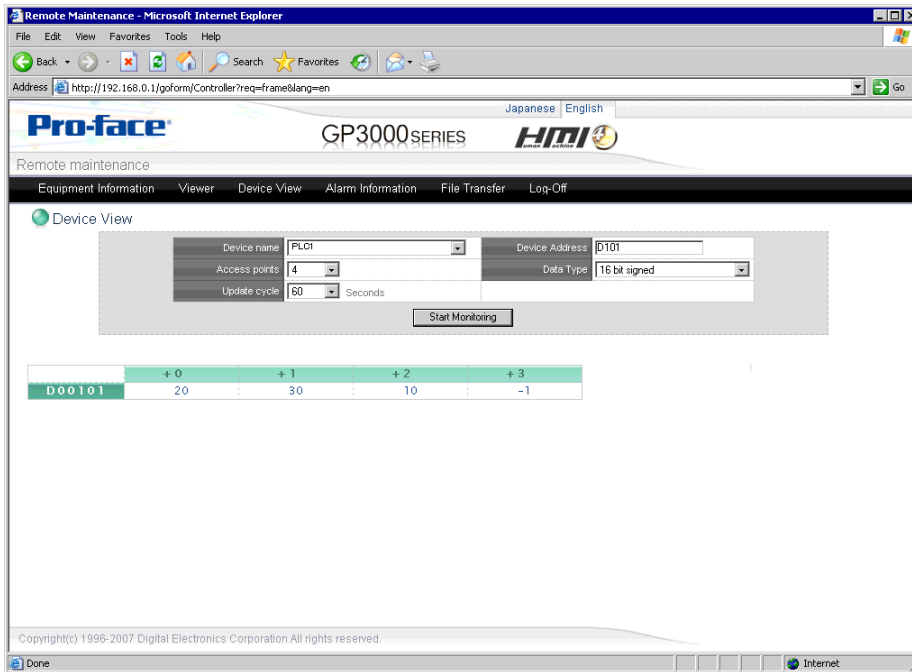 Remote Maintenance - Microsoft Internet Explorer
File Edit View Favorites Tools Help
Back Search Favorites
Address http://192.168.0.1/goform/Controller?req=frame&lang=en Go
Japanese English
Pro-face GP3000 SERIES HMI
Human Machine
Remote maintenance
Equipment Information Viewer Device View Alarm Information File Transfer Log-Off
Device View
Device name PLC1 Device Address D101
Access points 4 Data Type 16 bit signed
Update cycle 60 Seconds
Start Monitoring
+0 +1 +2 +3
D00101 20 30 10 -1
Copyright(c) 1996-2007 Digital Electronics Corporation All rights reserved.
Done Internet